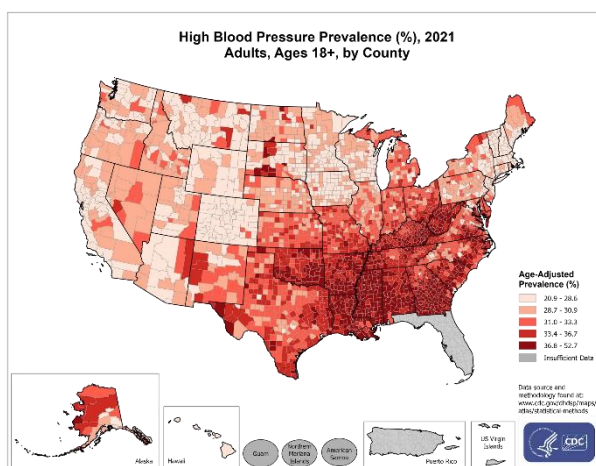 High Blood Pressure Prevalence (%), 2021
Adults, Ages 18+, by County
Age-Adjusted
Prevalence (%)
20.9 - 28.6
28.7 - 30.9
31.0 - 33.3
33.4 - 36.7
36.8 - 52.7
Insufficient Data
Data source and
methodology found at:
www.cdc.gov/dhdsp/maps/
atlas/statistical-methods
Alaska
Hawaii
Guam
Northern
Mariana
Islands
American
Samoa
Puerto Rico
US Virgin
Islands
CDC